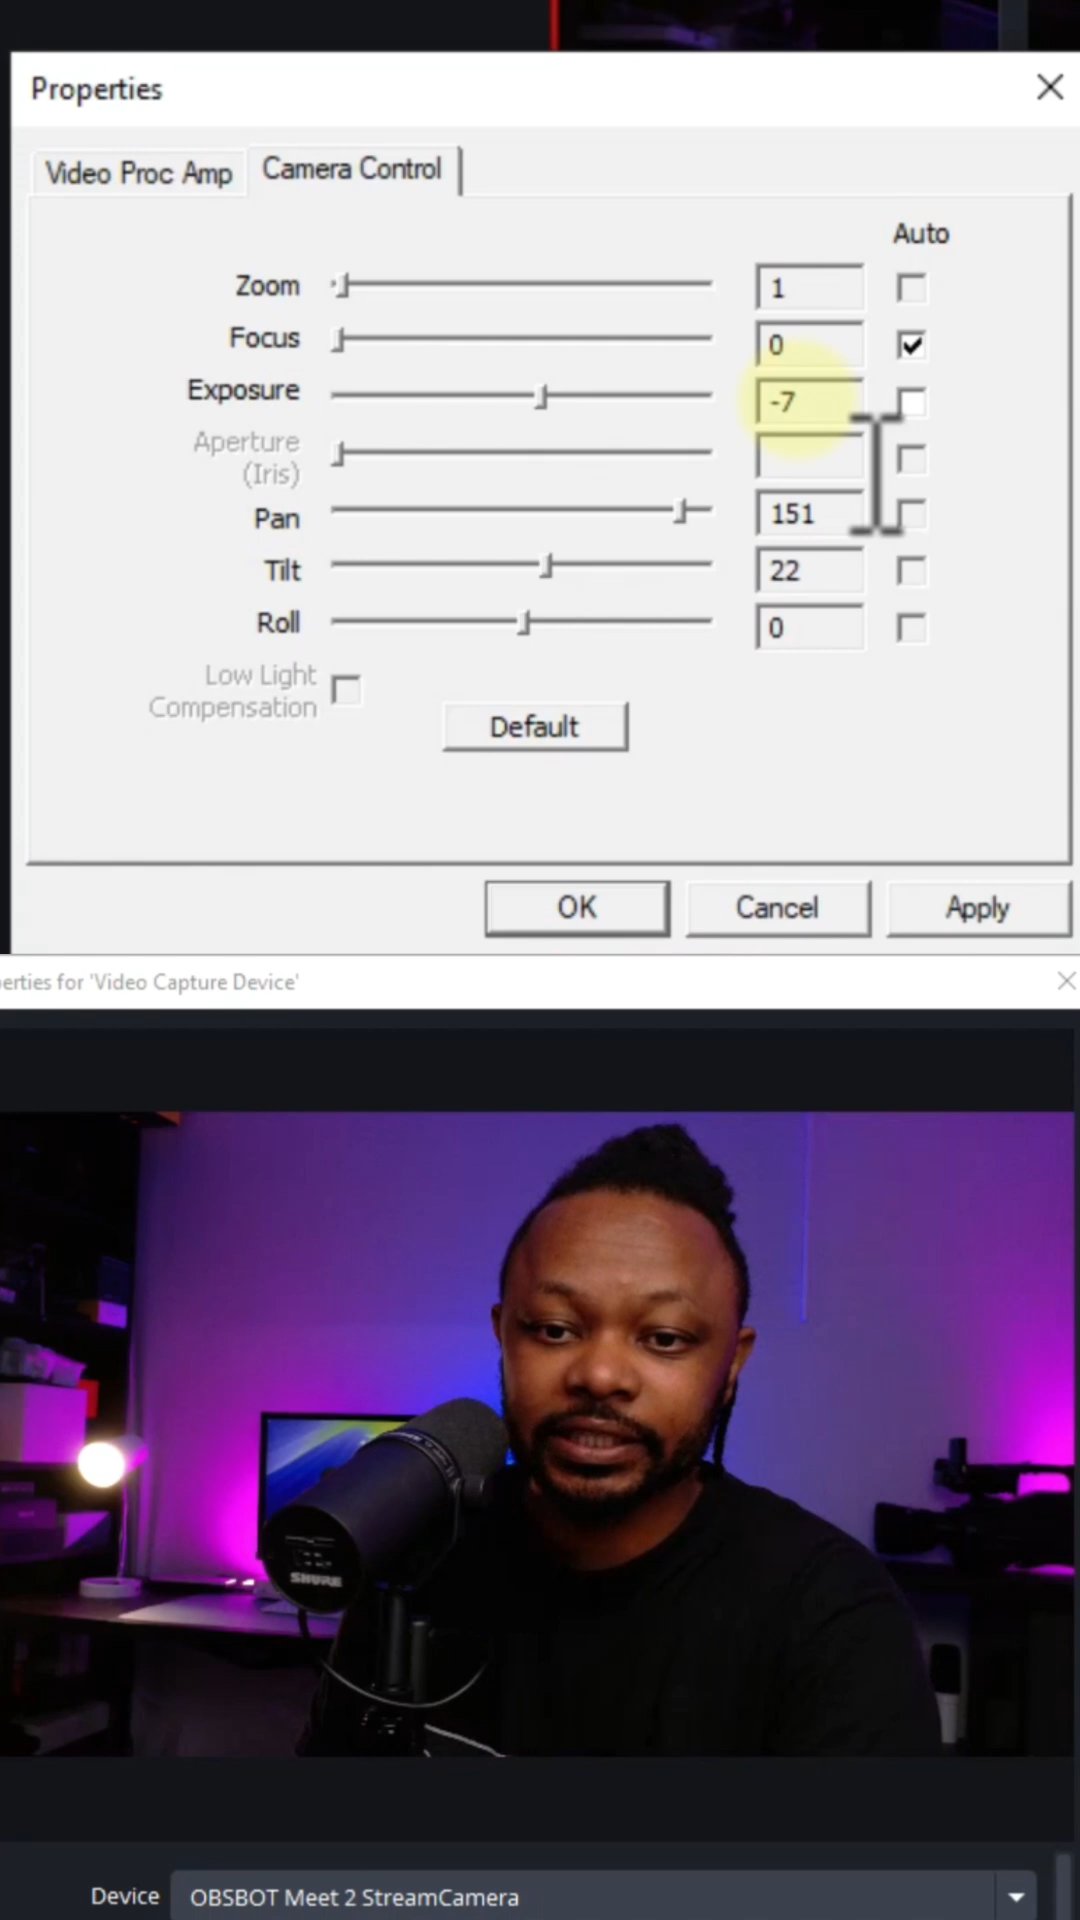 Properties
Video Proc Amp
Camera Control
Auto
Zoom 1
Focus 0
Exposure -7
Aperture
(Iris)
Pan 151
Tilt 22
Roll 0
Low Light
Compensation
Default
OK Cancel Apply
erties for 'Video Capture Device'
SHURE
Device OBSBOT Meet 2 StreamCamera